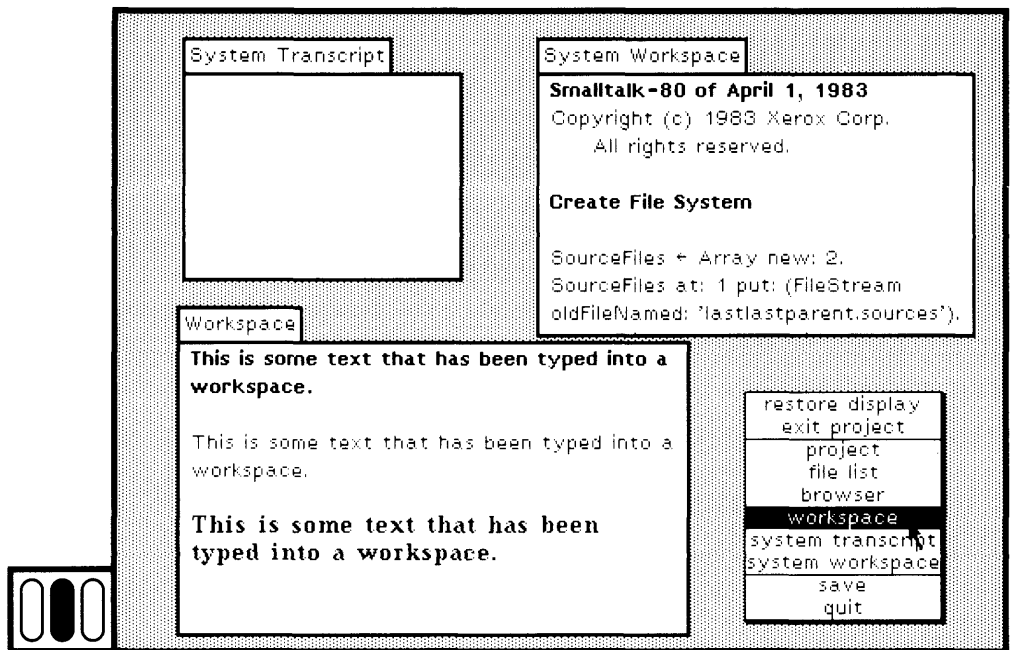 System Transcript
System Workspace
Smalltalk-80 of April 1, 1983
Copyright (c) 1983 Xerox Corp.
All rights reserved.
Create File System
SourceFiles ← Array new: 2.
SourceFiles at: 1 put: (FileStream
oldFileNamed: 'lastlastparent.sources').
Workspace
This is some text that has been typed into a
workspace.
This is some text that has been typed into a
workspace.
This is some text that has been
typed into a workspace.
restore display
exit project
project
file list
browser
workspace
system transcript
system workspace
save
quit